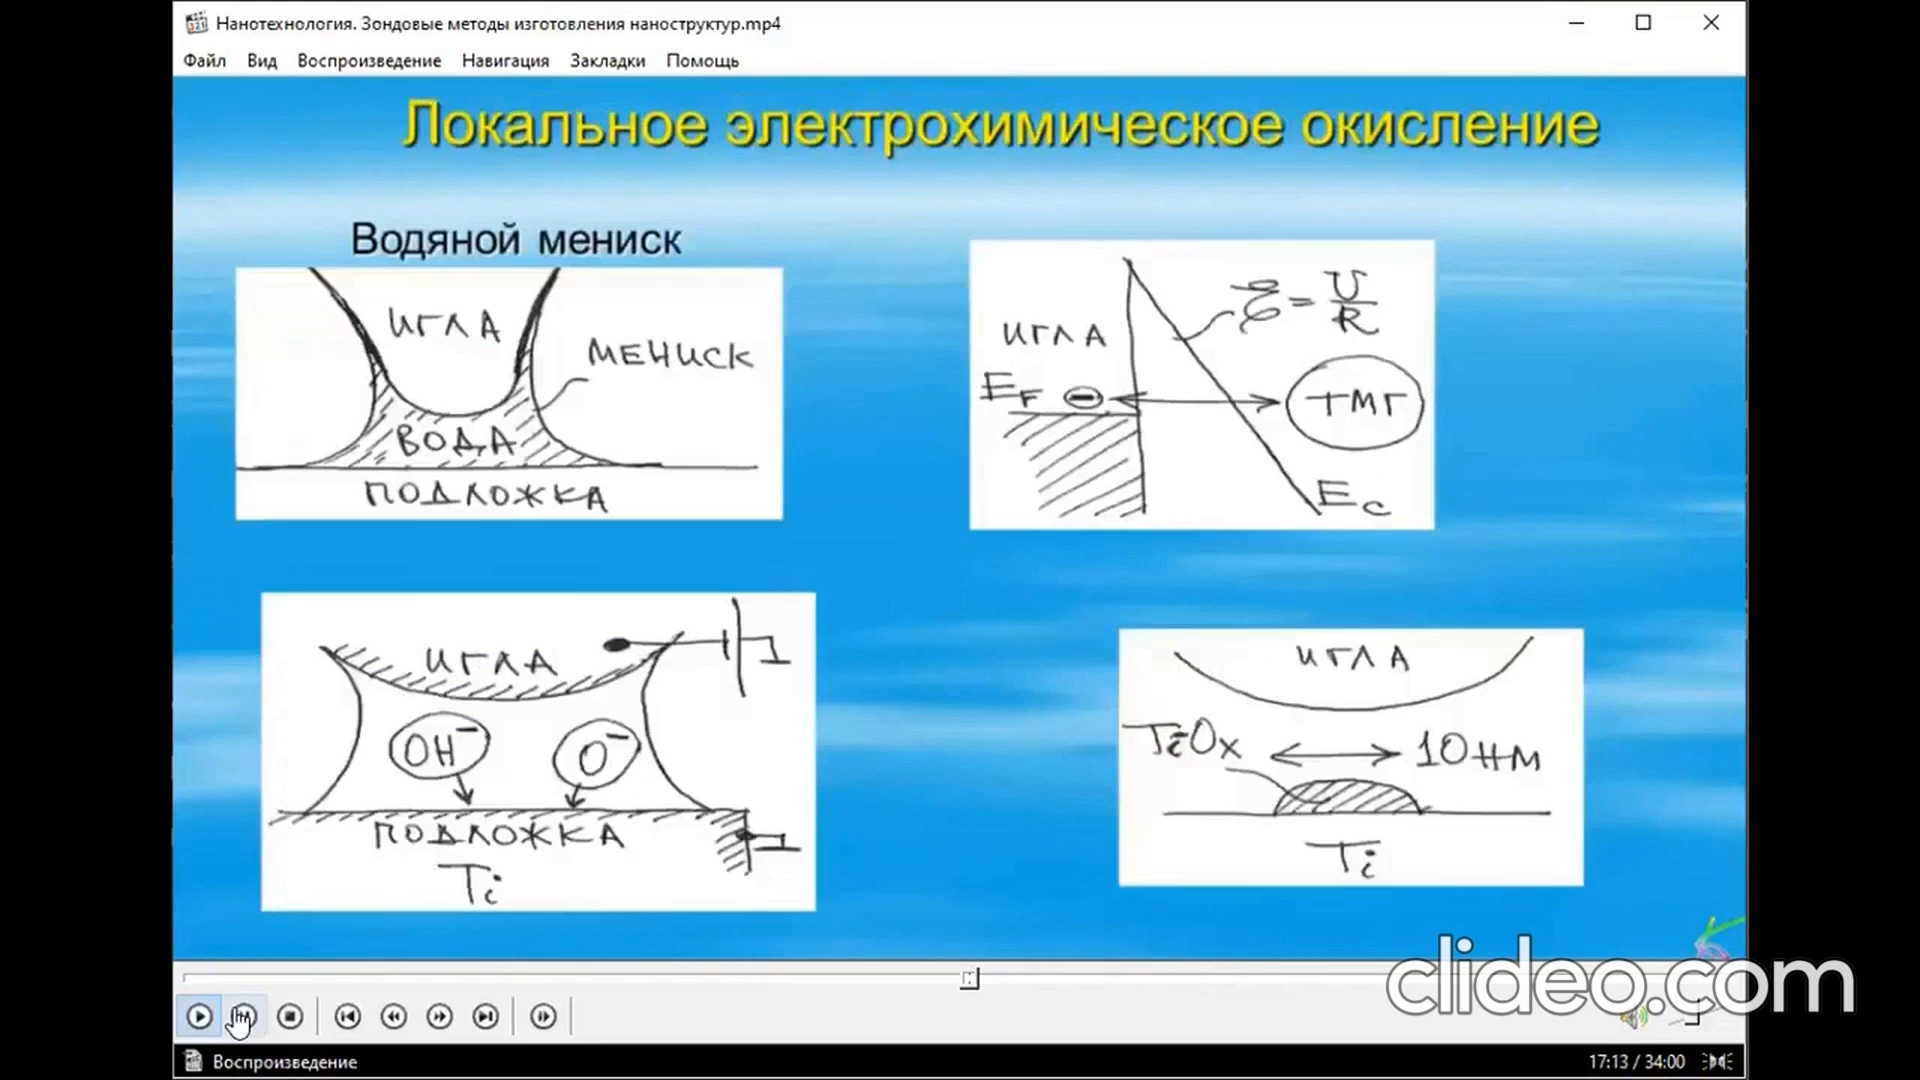 Нанотехнология. Зондовые методы изготовления наноструктур.mp4
Файл Вид Воспроизведение Навигация Закладки Помощь
Локальное электрохимическое окисление
Водяной мениск
ИГЛА
МЕНИСК
ВОДА
ПОДЛОЖКА
ИГЛА
ℰ = U/R
EF
ТМГ
Ec
ИГЛА
OH⁻ O⁻
ПОДЛОЖКА
Ti
ИГЛА
TiOx
10 нм
Ti
clideo.com
Воспроизведение
17:13 / 34:00